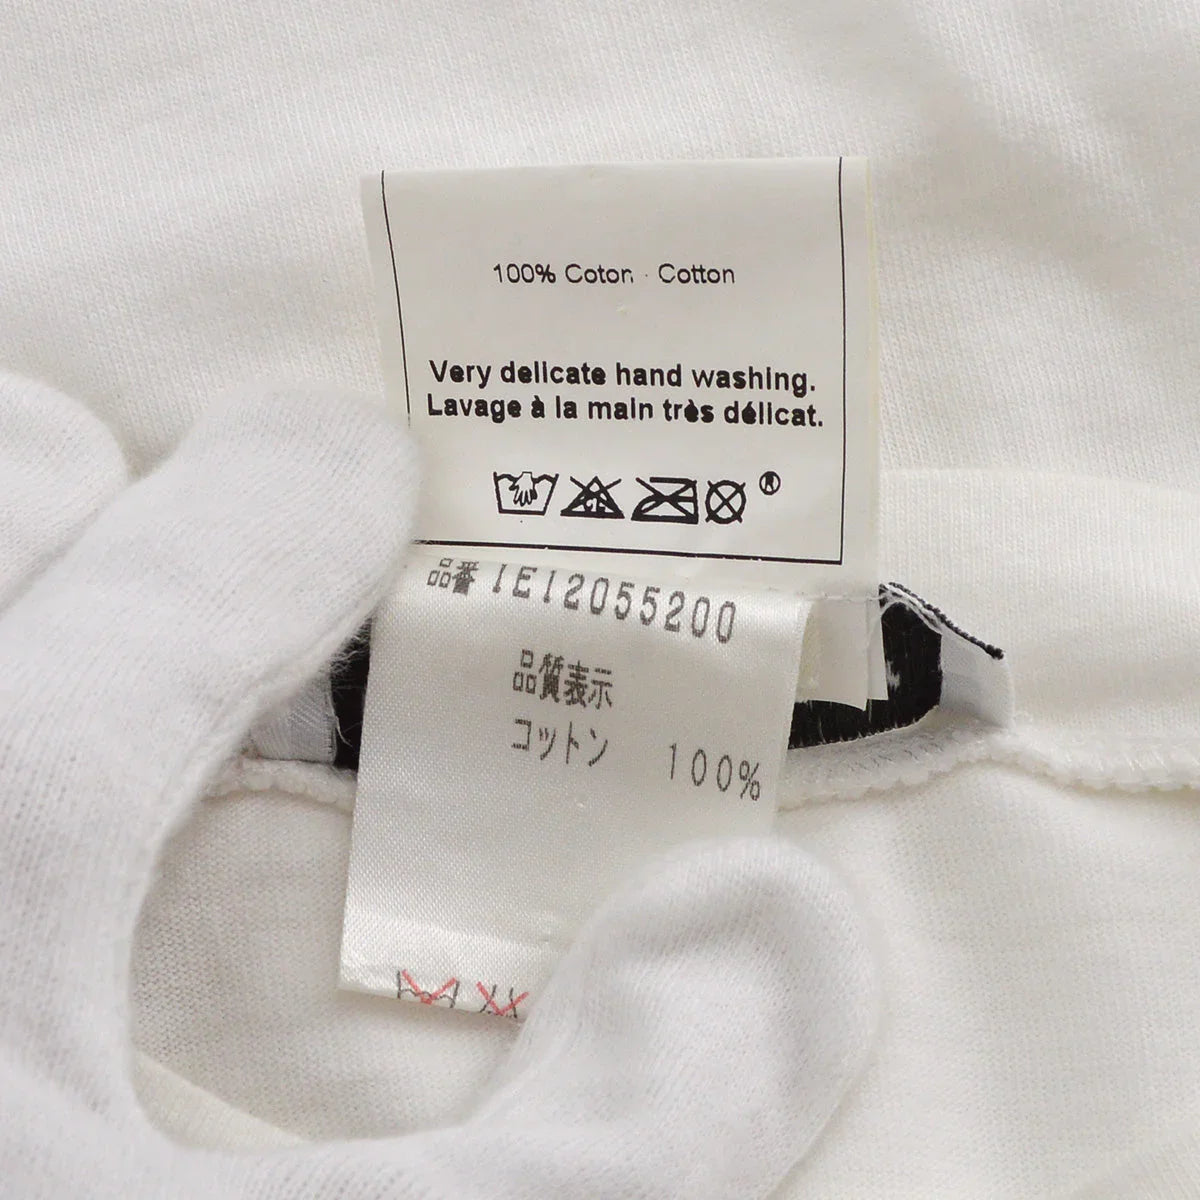 100% Coton · Cotton
Very delicate hand washing.
Lavage à la main très délicat.
®
品番 1E12055200
品質表示
コットン 100%